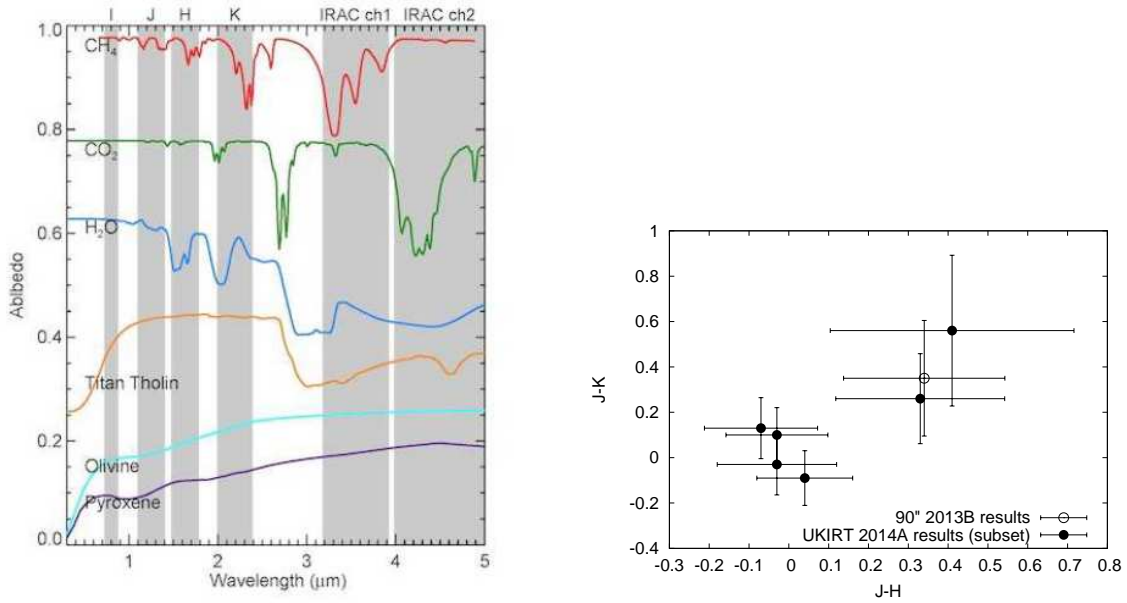 I J H K IRAC ch1 IRAC ch2
1.0
CH4
0.8
CO2
H2O
0.6
Ablbedo
0.4
Titan Tholin
0.2
Olivine
Pyroxene
0.0
1 2 3 4 5
Wavelength (μm)
1
0.8
0.6
0.4
J-K
0.2
0
-0.2
90" 2013B results
UKIRT 2014A results (subset)
-0.4
-0.3 -0.2 -0.1 0 0.1 0.2 0.3 0.4 0.5 0.6 0.7 0.8
J-H